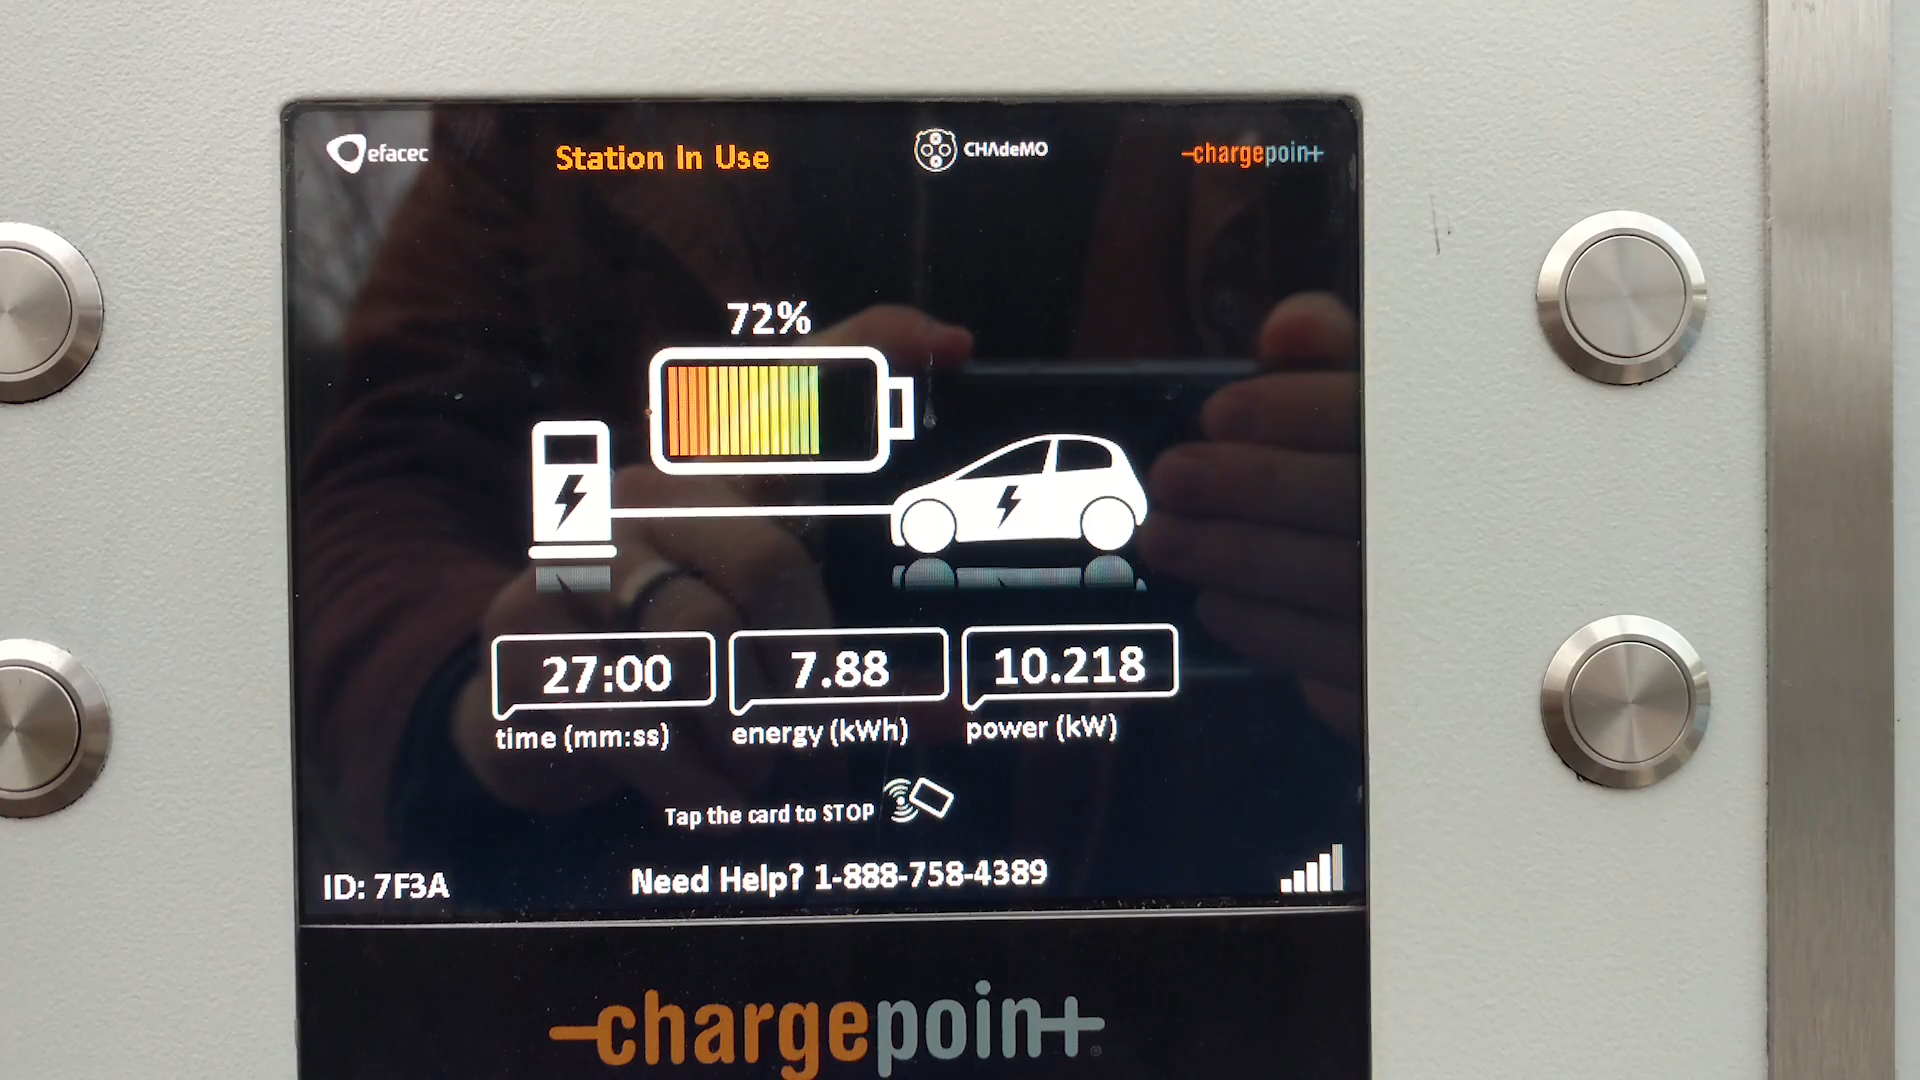 efacec
Station In Use
CHAdeMO
chargepoint
72%
27:00
7.88
10.218
time (mm:ss)
energy (kWh)
power (kW)
Tap the card to STOP
ID: 7F3A
Need Help? 1-888-758-4389
chargepoint